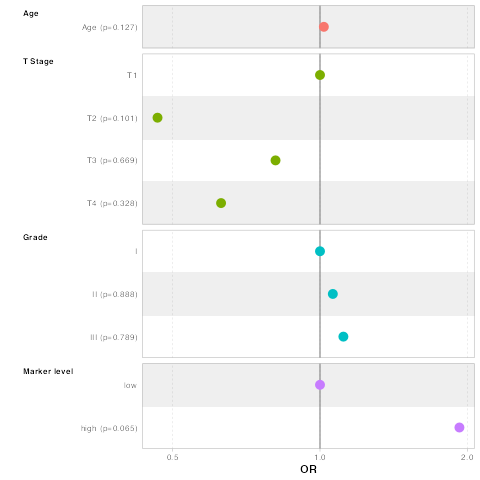 Age
Age (p=0.127)
T Stage
T1
T2 (p=0.101)
T3 (p=0.669)
T4 (p=0.328)
Grade
I
II (p=0.888)
III (p=0.789)
Marker level
low
high (p=0.065)
0.5 1.0 2.0
OR